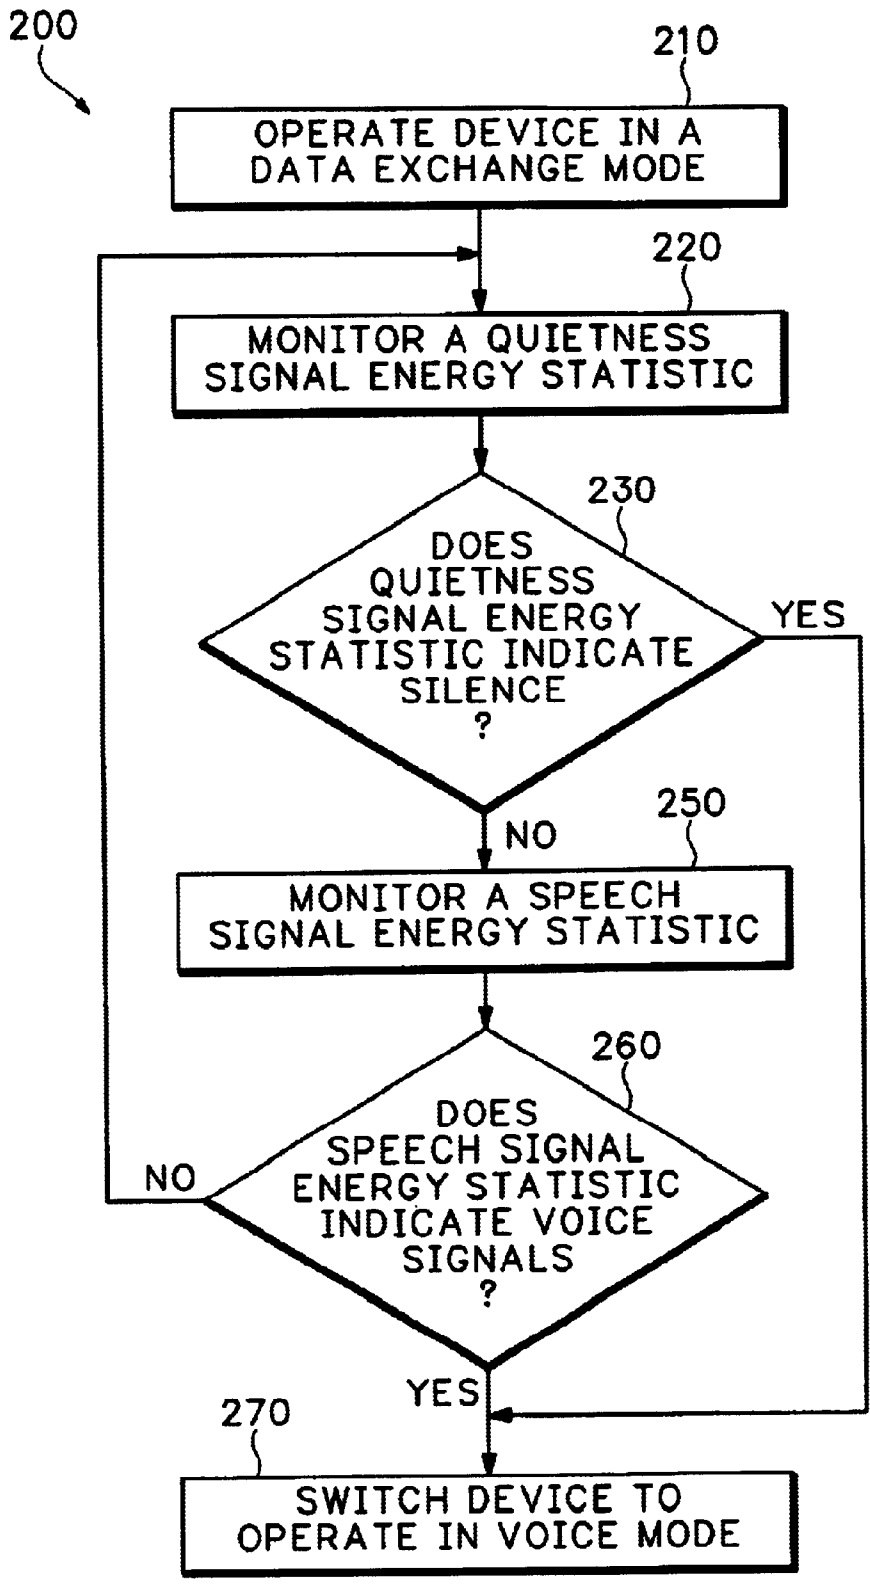 200
210
OPERATE DEVICE IN A
DATA EXCHANGE MODE
220
MONITOR A QUIETNESS
SIGNAL ENERGY STATISTIC
230
DOES
QUIETNESS
SIGNAL ENERGY
STATISTIC INDICATE
SILENCE
?
YES
NO
250
MONITOR A SPEECH
SIGNAL ENERGY STATISTIC
260
DOES
SPEECH SIGNAL
ENERGY STATISTIC
INDICATE VOICE
SIGNALS
?
NO
YES
270
SWITCH DEVICE TO
OPERATE IN VOICE MODE